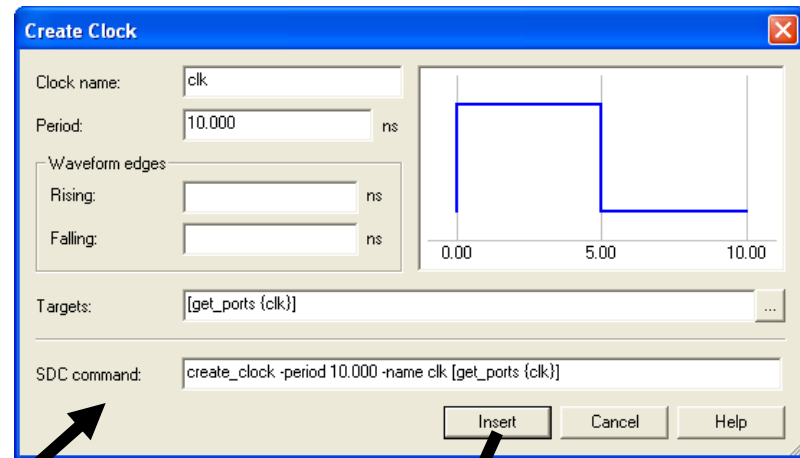 Create Clock
Clock name: clk
Period: 10.000 ns
Waveform edges
Rising: ns
Falling: ns
0.00 5.00 10.00
Targets: [get_ports {clk}] ...
SDC command: create_clock -period 10.000 -name clk [get_ports {clk}]
Insert Cancel Help